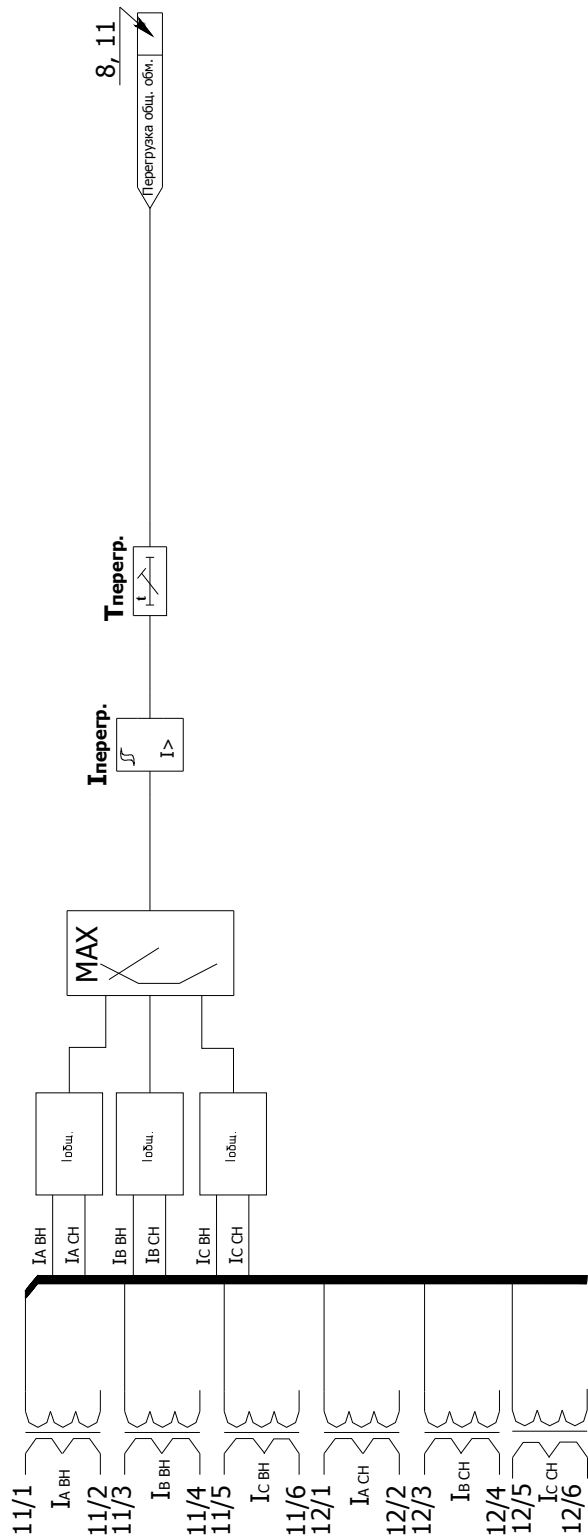 8, 11
Перегрузка общ. обм.
Tперегр.
t
Iперегр.
I>
MAX
Iобщ.
Iобщ.
Iобщ.
IA ВН
IA СН
IB ВН
IB СН
IC ВН
IC СН
11/1
IA ВН
11/2
11/3
IB ВН
11/4
11/5
IC ВН
11/6
12/1
IA СН
12/2
12/3
IB СН
12/4
12/5
IC СН
12/6